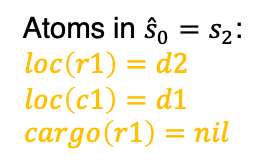 Atoms in ŝ₀ = s₂:
loc(r1) = d2
loc(c1) = d1
cargo(r1) = nil